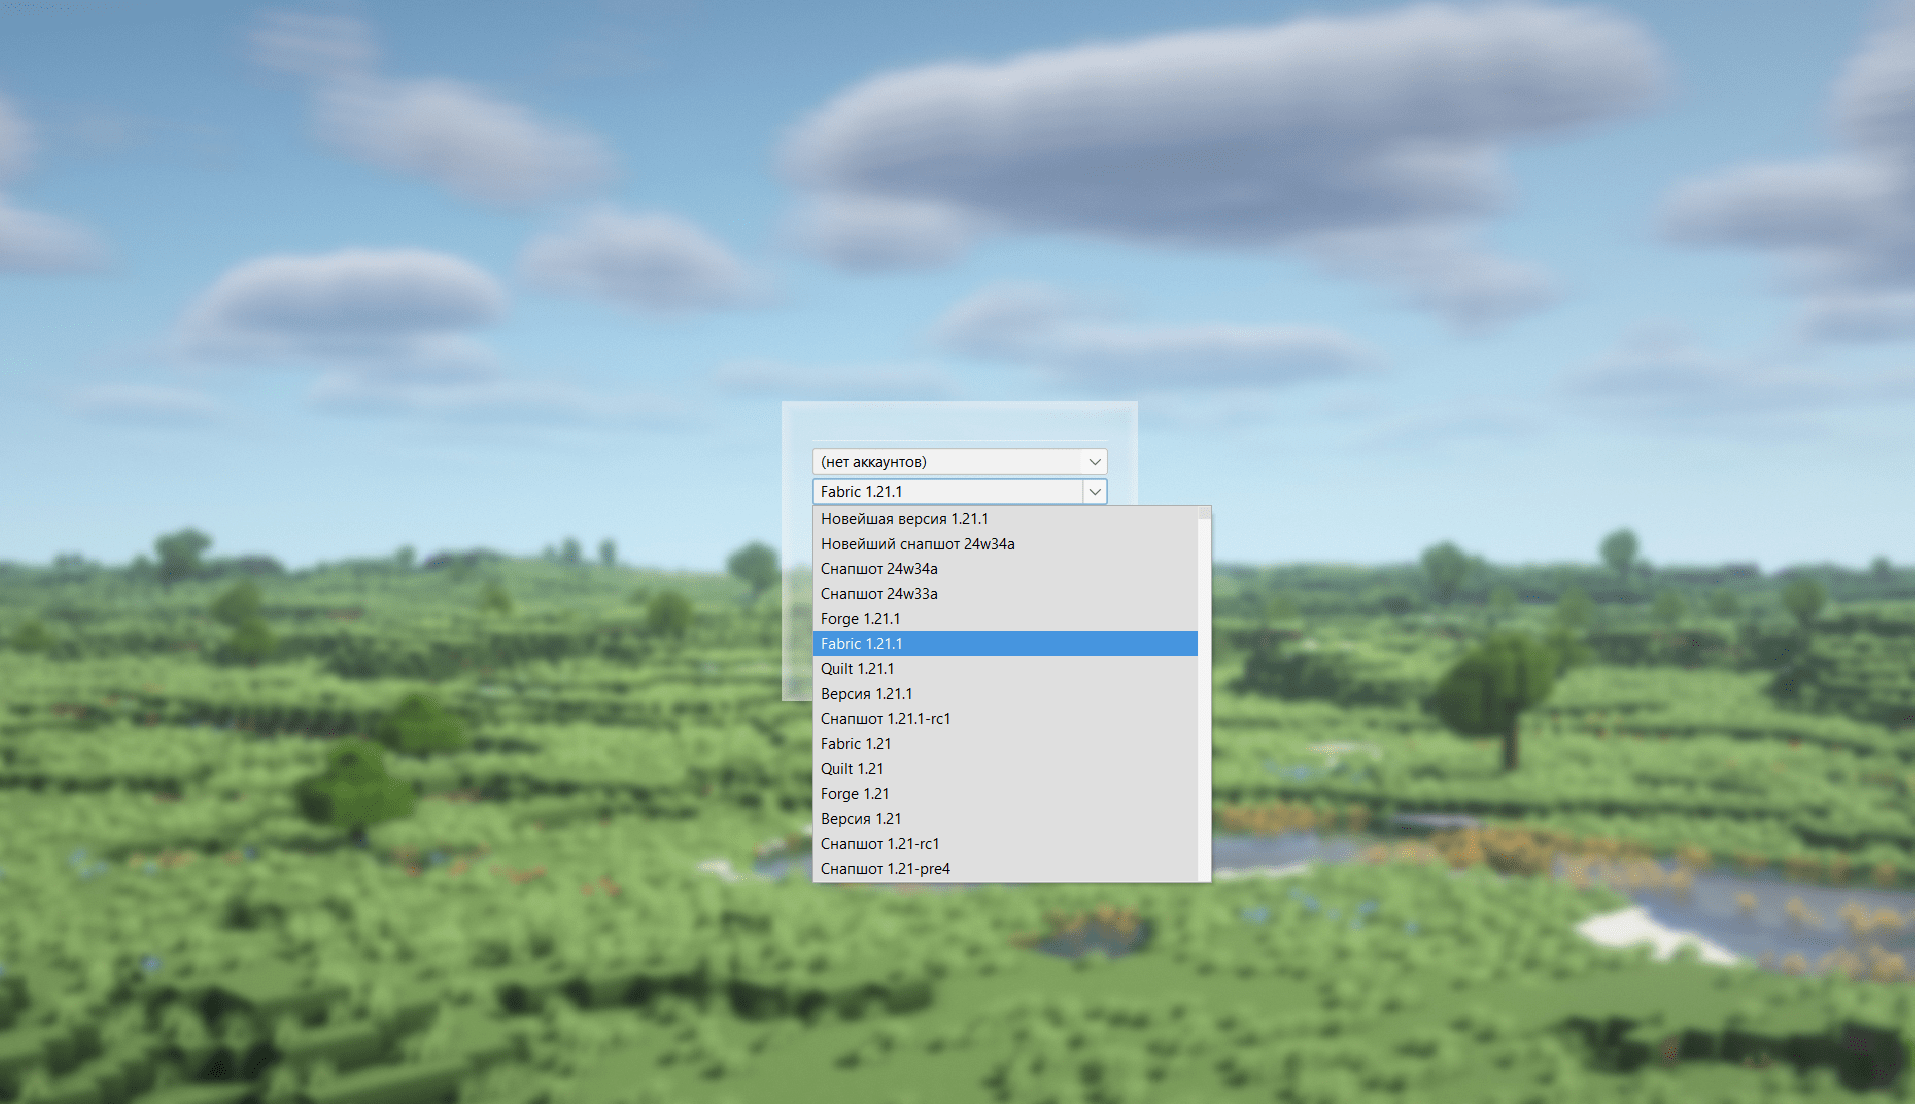 (нет аккаунтов)
Fabric 1.21.1
Новейшая версия 1.21.1
Новейший снапшот 24w34a
Снапшот 24w34a
Снапшот 24w33a
Forge 1.21.1
Fabric 1.21.1
Quilt 1.21.1
Версия 1.21.1
Снапшот 1.21.1-rc1
Fabric 1.21
Quilt 1.21
Forge 1.21
Версия 1.21
Снапшот 1.21-rc1
Снапшот 1.21-pre4